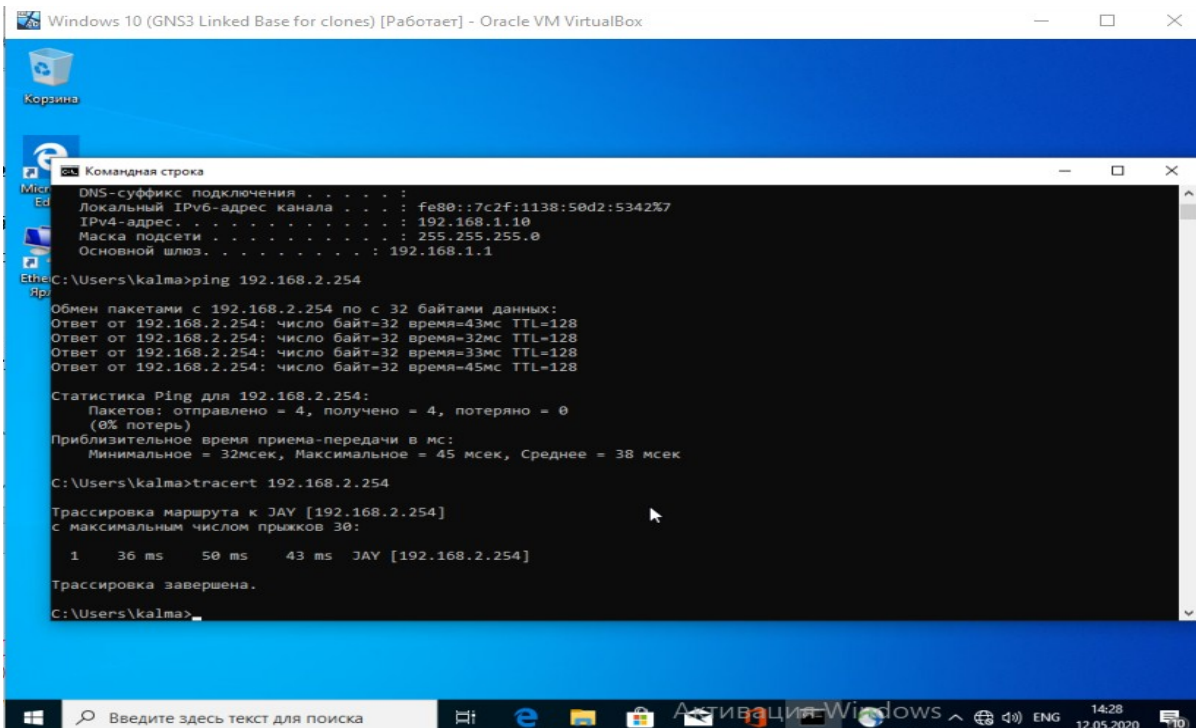 Windows 10 (GNS3 Linked Base for clones) [Работает] - Oracle VM VirtualBox
Корзина
Командная строка
DNS-суффикс подключения . . . . . :
Локальный IPv6-адрес канала . . . : fe80::7c2f:1138:50d2:5342%7
IPv4-адрес. . . . . . . . . . . . : 192.168.1.10
Маска подсети . . . . . . . . . . : 255.255.255.0
Основной шлюз. . . . . . . . . : 192.168.1.1
C:\Users\kalma>ping 192.168.2.254
Обмен пакетами с 192.168.2.254 по с 32 байтами данных:
Ответ от 192.168.2.254: число байт=32 время=43мс TTL=128
Ответ от 192.168.2.254: число байт=32 время=32мс TTL=128
Ответ от 192.168.2.254: число байт=32 время=33мс TTL=128
Ответ от 192.168.2.254: число байт=32 время=45мс TTL=128
Статистика Ping для 192.168.2.254:
Пакетов: отправлено = 4, получено = 4, потеряно = 0
(0% потерь)
Приблизительное время приема-передачи в мс:
Минимальное = 32мсек, Максимальное = 45 мсек, Среднее = 38 мсек
C:\Users\kalma>tracert 192.168.2.254
Трассировка маршрута к JAY [192.168.2.254]
с максимальным числом прыжков 30:
1 36 ms 50 ms 43 ms JAY [192.168.2.254]
Трассировка завершена.
C:\Users\kalma>
Введите здесь текст для поиска
Активация Windows
ENG
14:28
12.05.2020